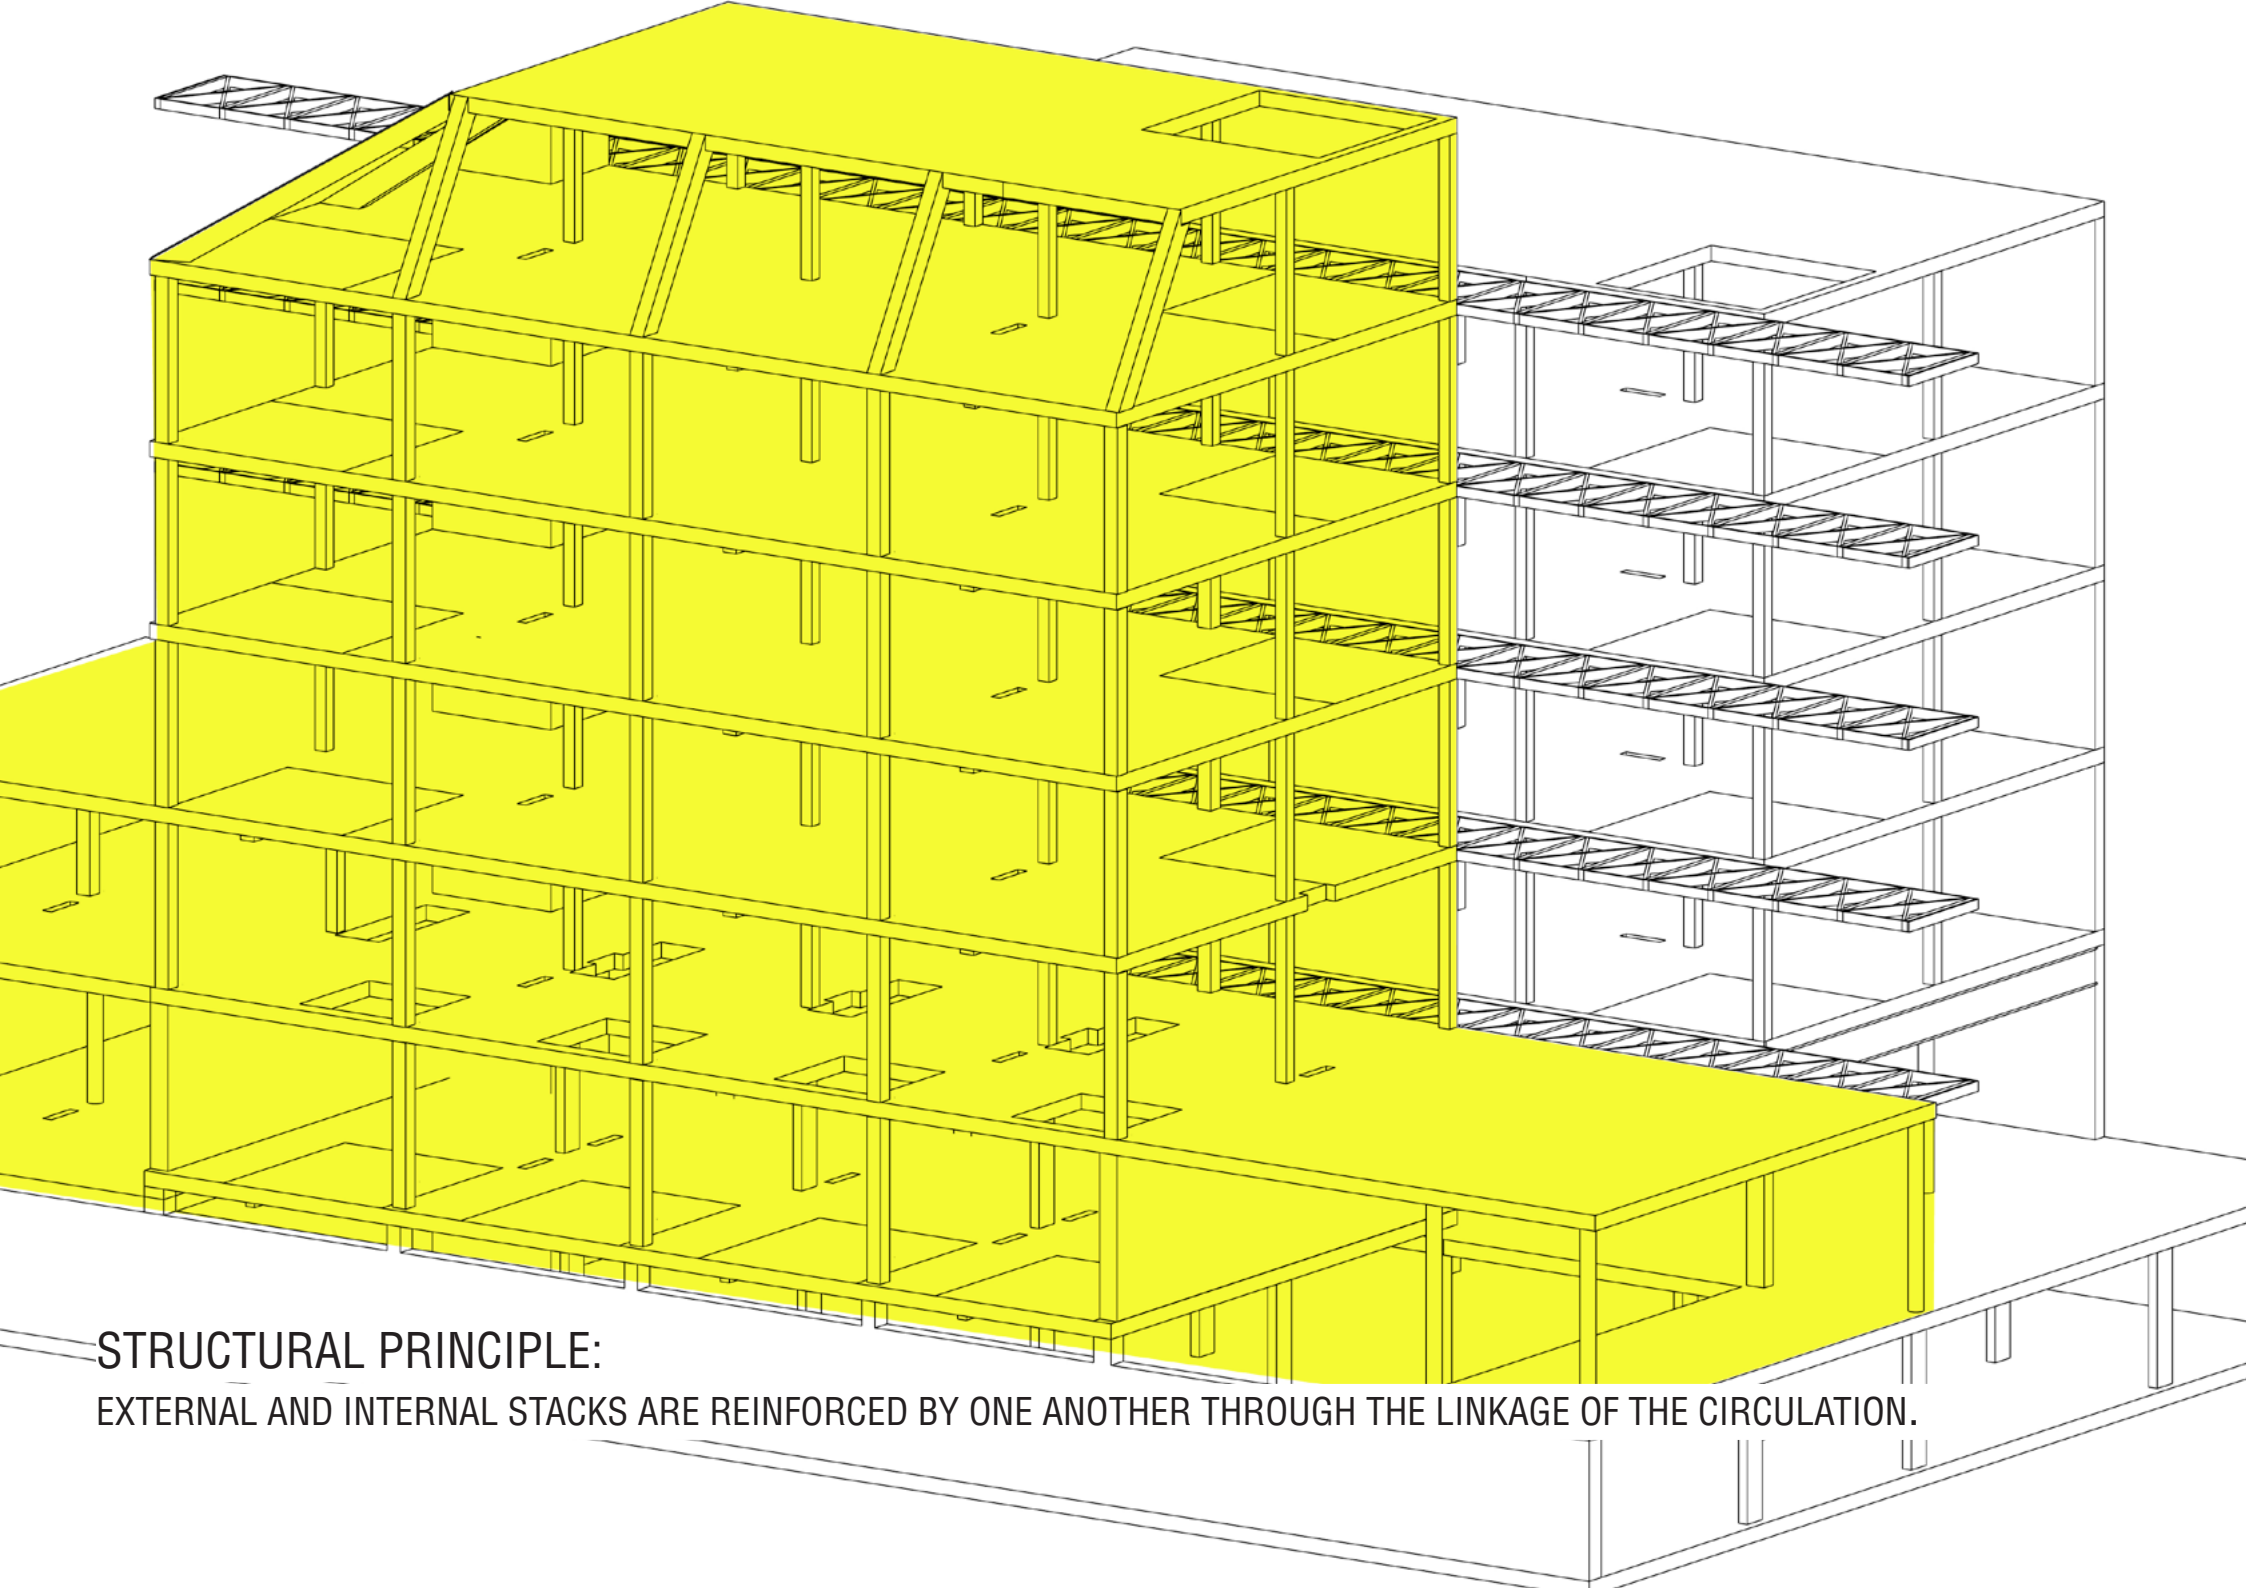 STRUCTURAL PRINCIPLE:
EXTERNAL AND INTERNAL STACKS ARE REINFORCED BY ONE ANOTHER THROUGH THE LINKAGE OF THE CIRCULATION.